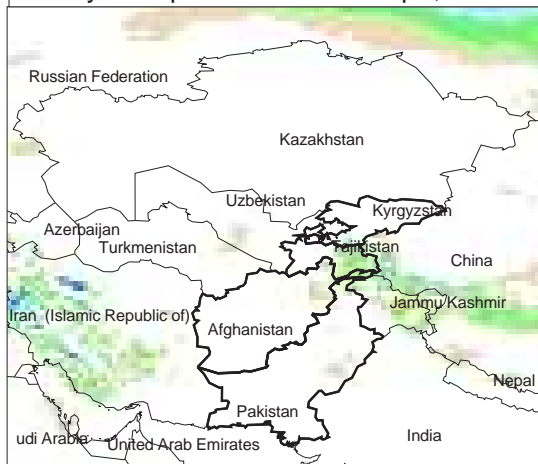 Russian Federation
Kazakhstan
Uzbekistan
Kyrgyzstan
Azerbaijan
Turkmenistan
Tajikistan
China
Jammu/Kashmir
Iran (Islamic Republic of)
Afghanistan
Nepal
Pakistan
udi Arabia
United Arab Emirates
India